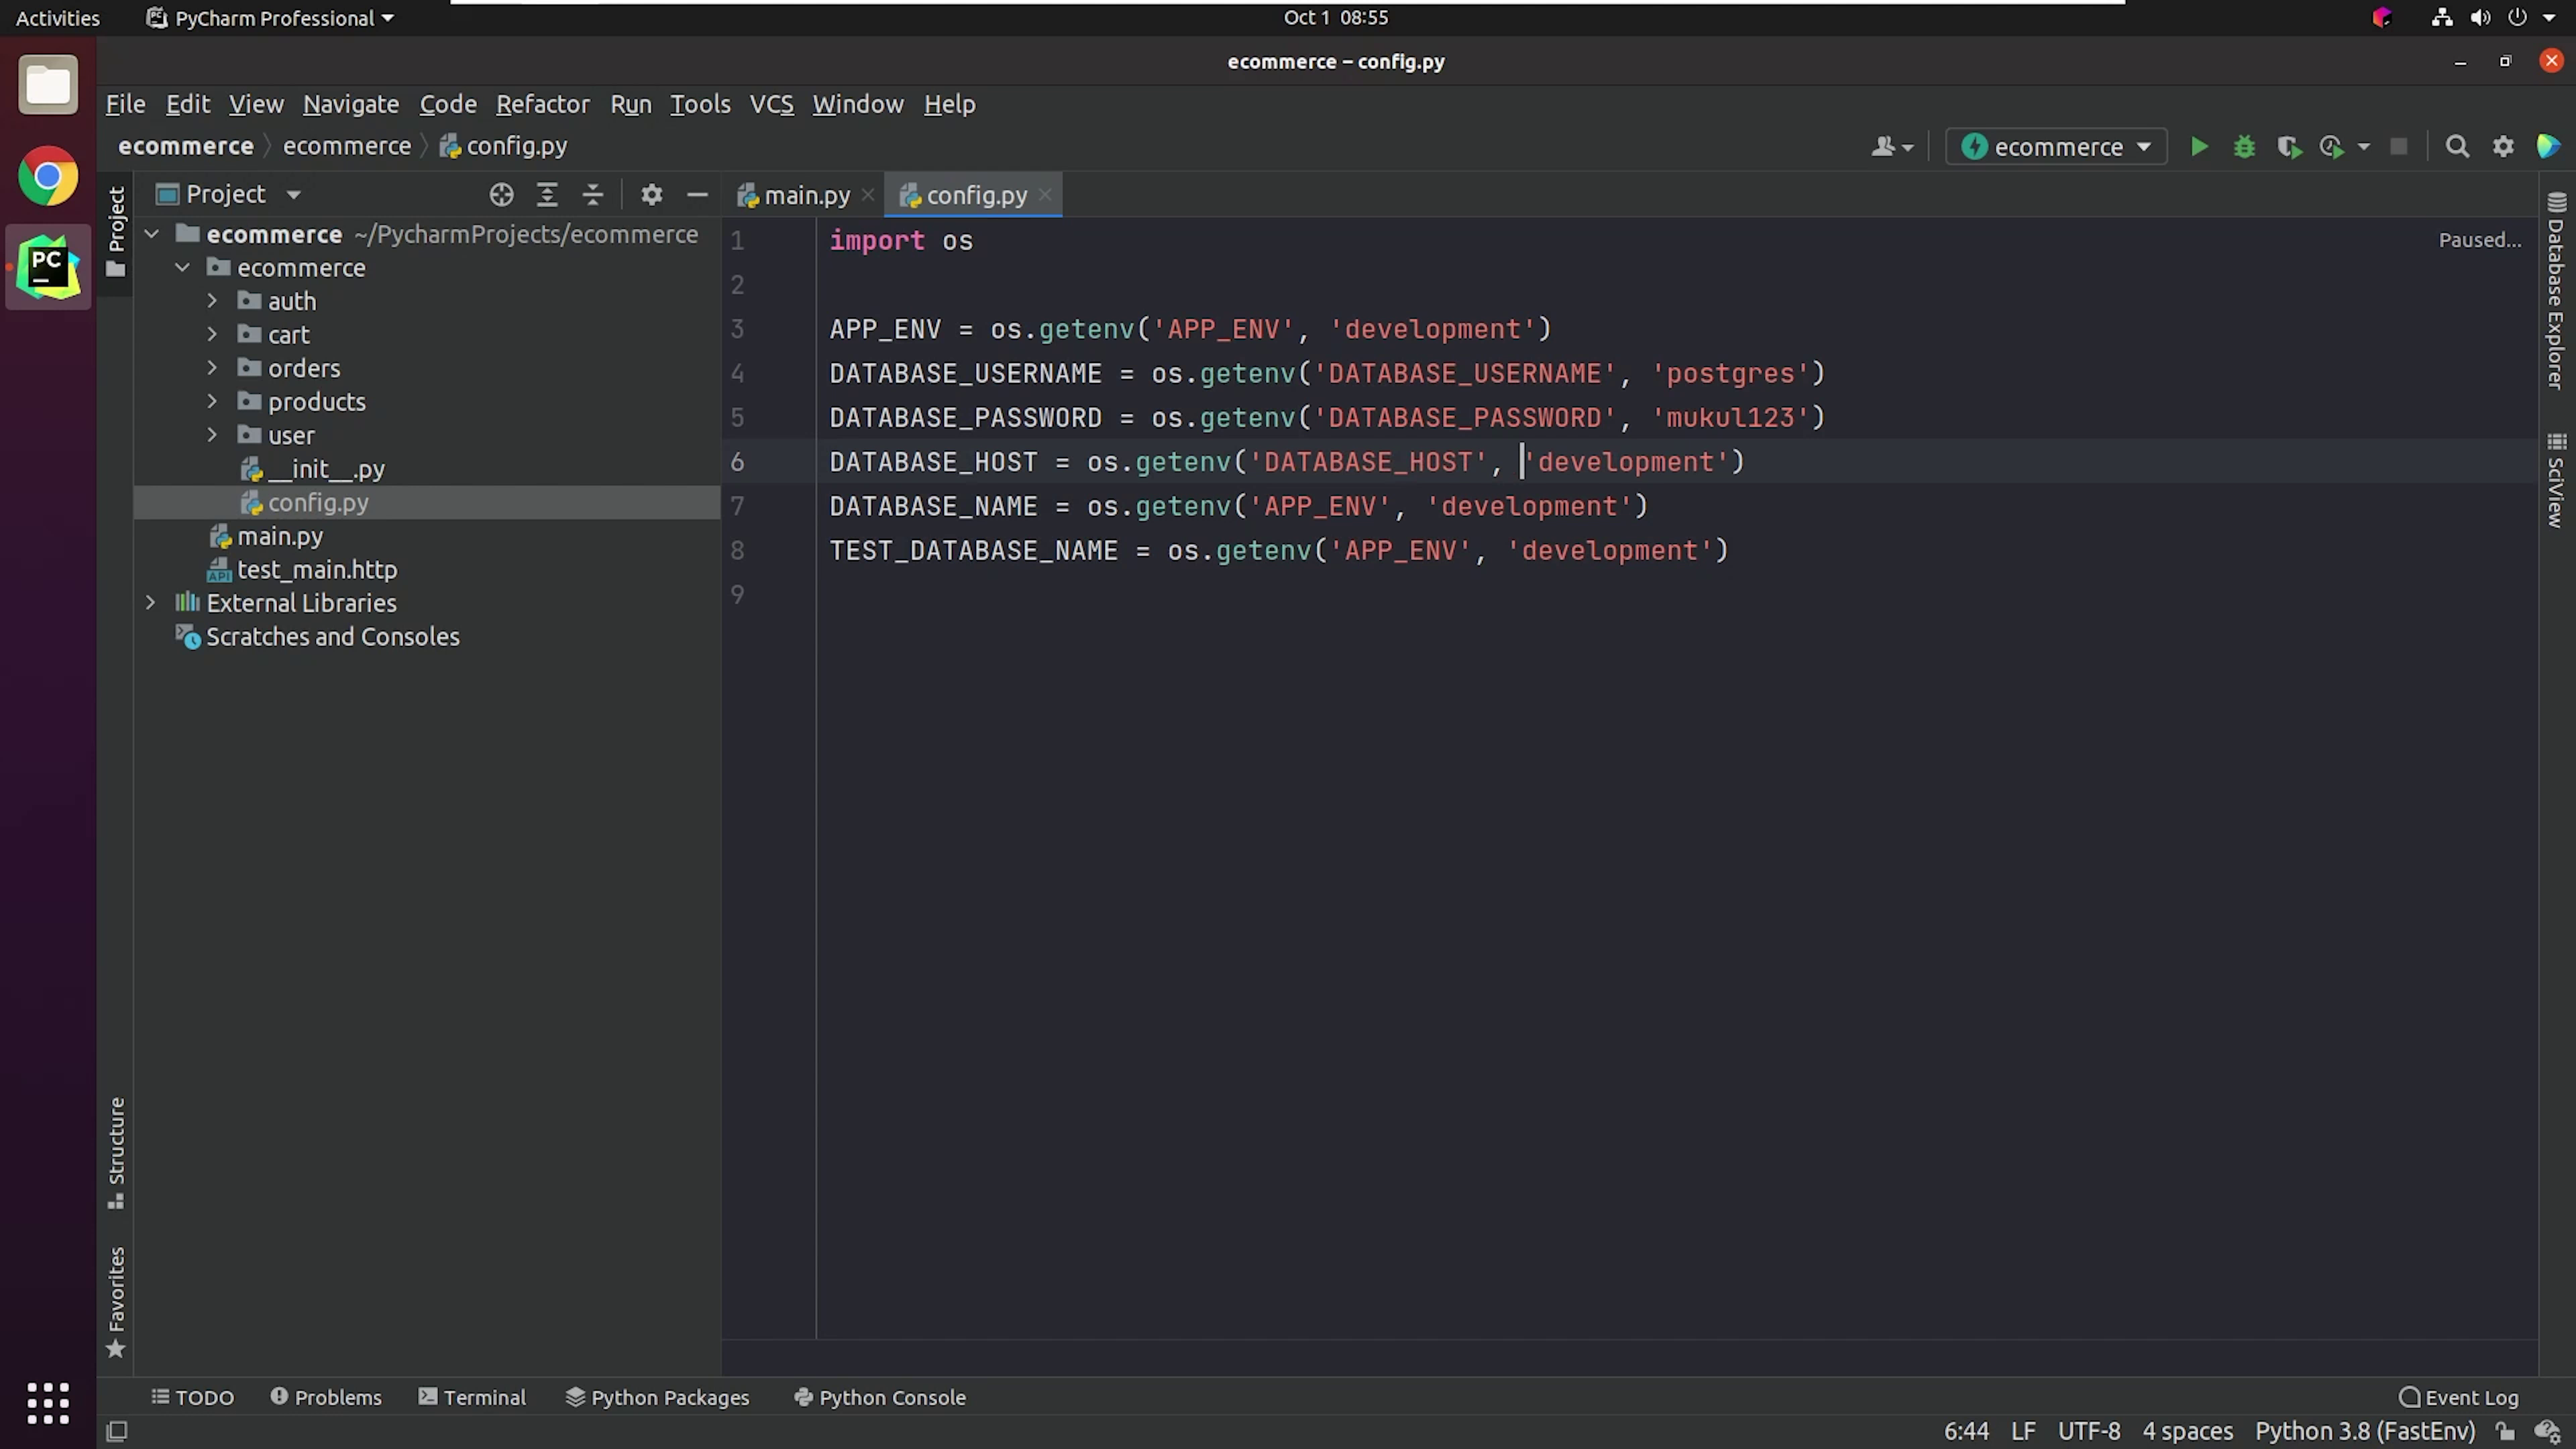 Activities PyCharm Professional Oct 1 08:55
ecommerce – config.py
File Edit View Navigate Code Refactor Run Tools VCS Window Help
ecommerce ecommerce config.py ecommerce
Project main.py config.py
Project
ecommerce ~/PycharmProjects/ecommerce
ecommerce
auth
cart
orders
products
user
__init__.py
config.py
main.py
test_main.http
External Libraries
Scratches and Consoles
1 import os
2
3 APP_ENV = os.getenv('APP_ENV', 'development')
4 DATABASE_USERNAME = os.getenv('DATABASE_USERNAME', 'postgres')
5 DATABASE_PASSWORD = os.getenv('DATABASE_PASSWORD', 'mukul123')
6 DATABASE_HOST = os.getenv('DATABASE_HOST', 'development')
7 DATABASE_NAME = os.getenv('APP_ENV', 'development')
8 TEST_DATABASE_NAME = os.getenv('APP_ENV', 'development')
9
Paused...
Database Explorer
SciView
Structure
Favorites
PC
API
TODO Problems Terminal Python Packages Python Console Event Log
6:44 LF UTF-8 4 spaces Python 3.8 (FastEnv)